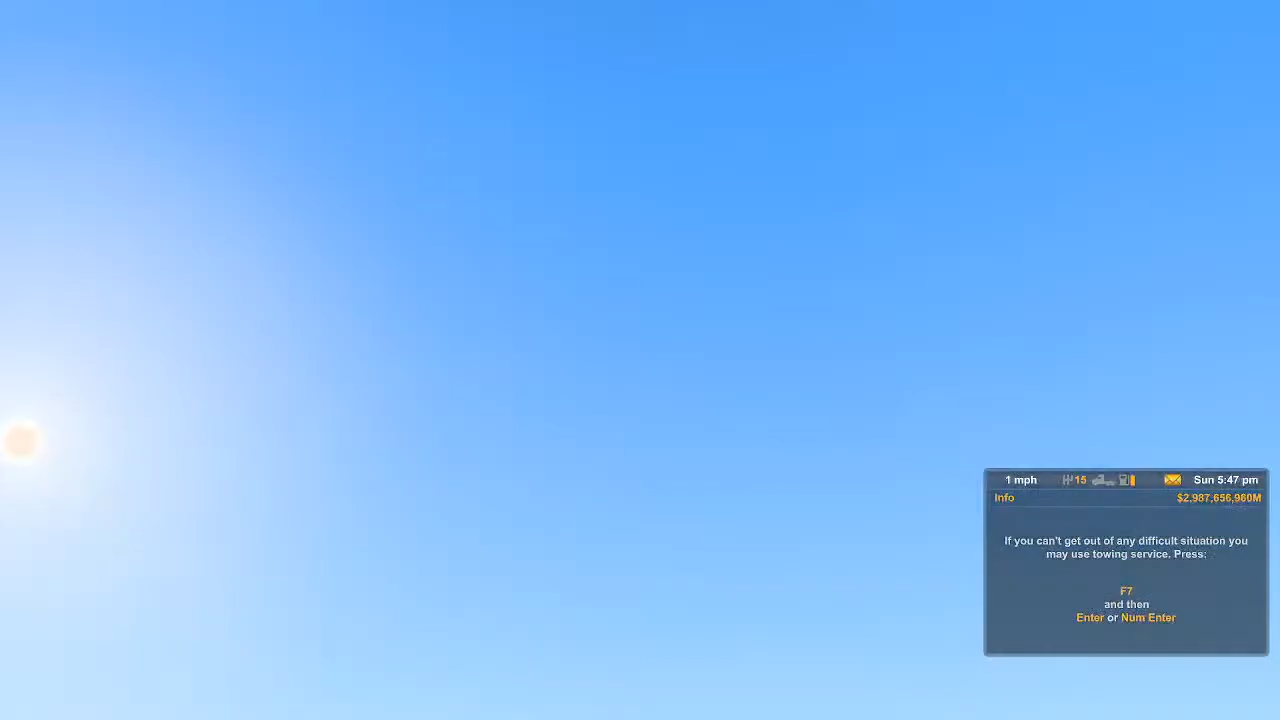 1 mph 15 Sun 5:47 pm
Info $2,987,656,960M
If you can't get out of any difficult situation you
may use towing service. Press:
F7
and then
Enter or Num Enter